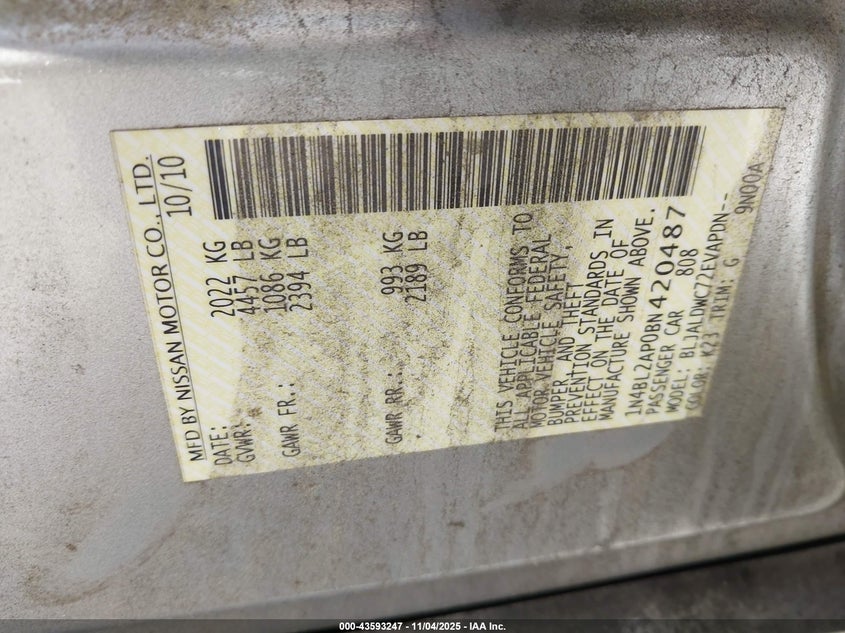 MFD BY NISSAN MOTOR CO., LTD.
DATE: 10/10
GVWR: 2022 KG
4457 LB
GAWR FR.: 1086 KG
2394 LB
GAWR RR.: 993 KG
2189 LB
THIS VEHICLE CONFORMS TO
ALL APPLICABLE FEDERAL
MOTOR VEHICLE SAFETY,
BUMPER, AND THEFT
PREVENTION STANDARDS IN
EFFECT ON THE DATE OF
MANUFACTURE SHOWN ABOVE.
1N4BL2AP0BN420487
PASSENGER CAR 808
MODEL: BLJALDWC7ZEVAPDN--
COLOR: K23 TRIM: G 9N00A
000-43593247 - 11/04/2025 - IAA Inc.